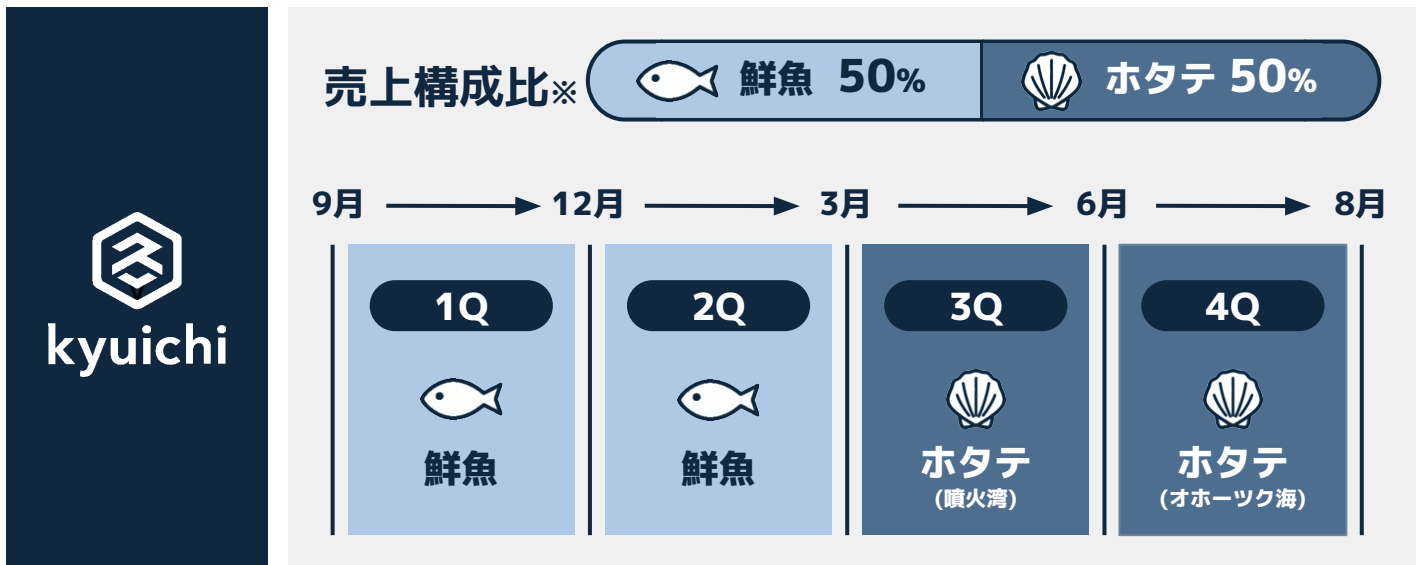 売上構成比※
鮮魚 50%
ホタテ 50%
9月
12月
3月
6月
8月
1Q
2Q
3Q
4Q
鮮魚
鮮魚
ホタテ
(噴火湾)
ホタテ
(オホーツク海)
kyuichi